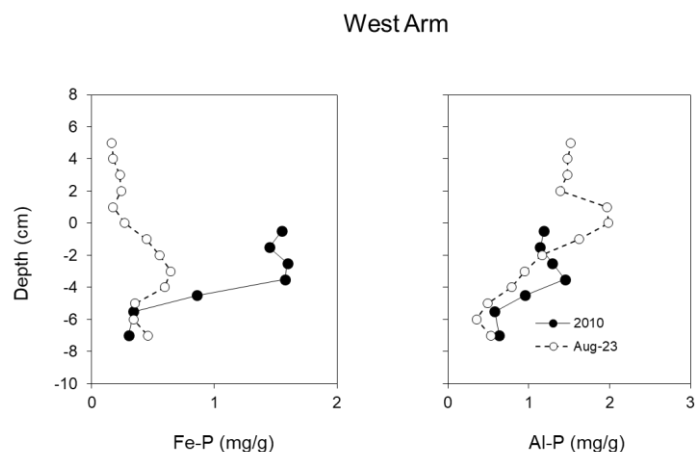 West Arm
8
6
4
2
0
-2
-4
-6
-8
-10
Depth (cm)
0 1 2
Fe-P (mg/g)
0 1 2 3
Al-P (mg/g)
2010
Aug-23